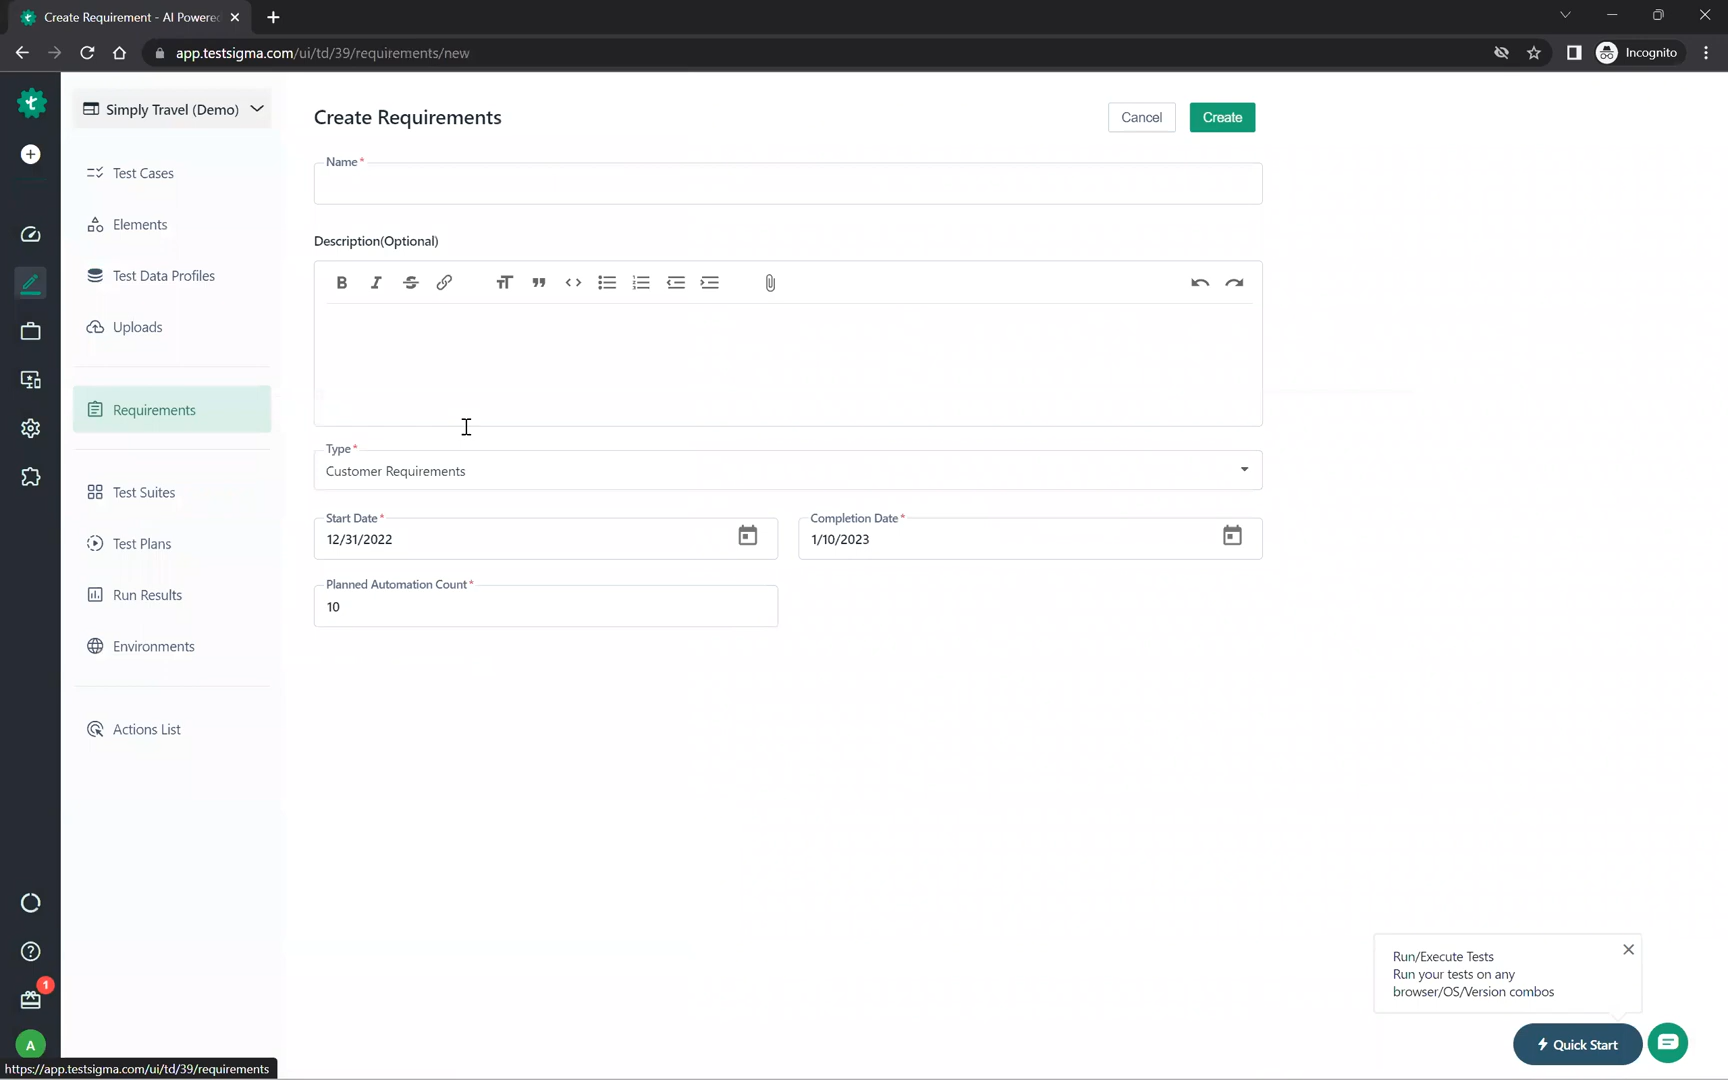 Create Requirement - AI Powered
app.testsigma.com/ui/td/39/requirements/new
Incognito
Simply Travel (Demo)
Test Cases
Elements
Test Data Profiles
Uploads
Requirements
Test Suites
Test Plans
Run Results
Environments
Actions List
1
A
https://app.testsigma.com/ui/td/39/requirements
Create Requirements
Cancel
Create
Name*
Description(Optional)
Type*
Customer Requirements
Start Date*
12/31/2022
Completion Date*
1/10/2023
Planned Automation Count*
10
Run/Execute Tests
Run your tests on any
browser/OS/Version combos
Quick Start